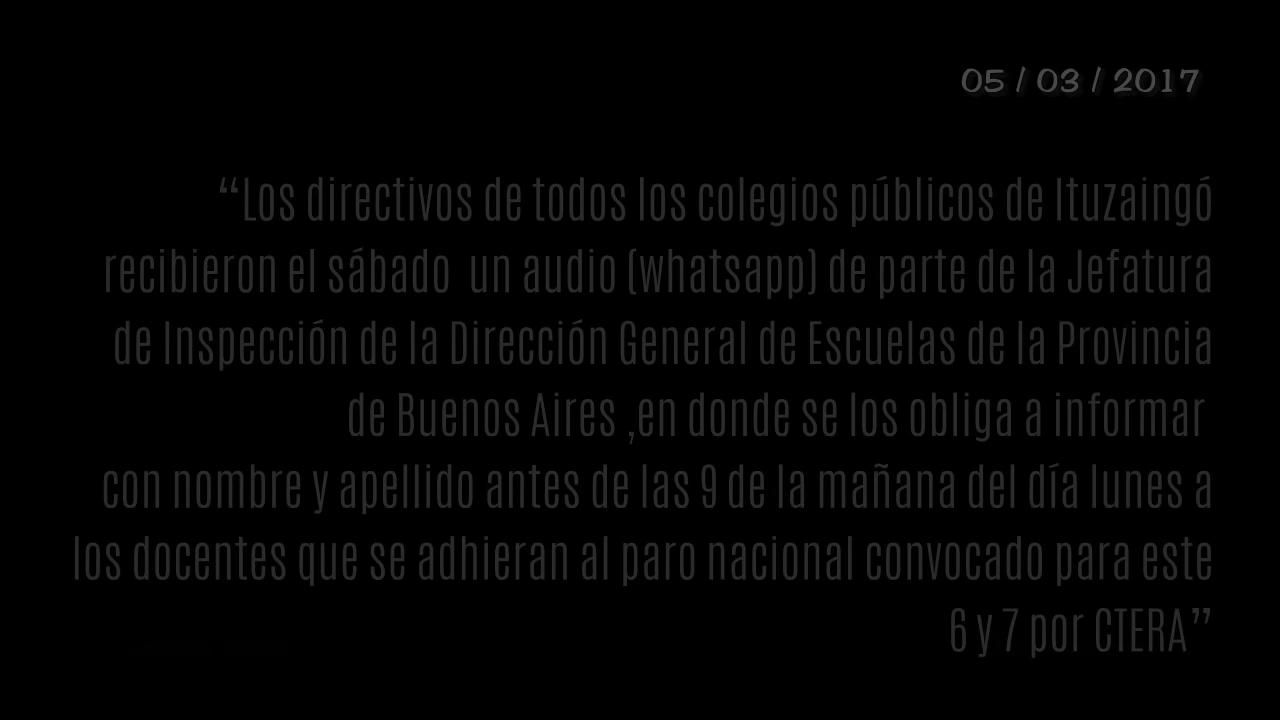 05 / 03 / 2017
“Los directivos de todos los colegios públicos de Ituzaingó
recibieron el sábado  un audio (whatsapp) de parte de la Jefatura
de Inspección de la Dirección General de Escuelas de la Provincia
de Buenos Aires ,en donde se los obliga a informar
con nombre y apellido antes de las 9 de la mañana del día lunes a
los docentes que se adhieran al paro nacional convocado para este
6 y 7 por CTERA”